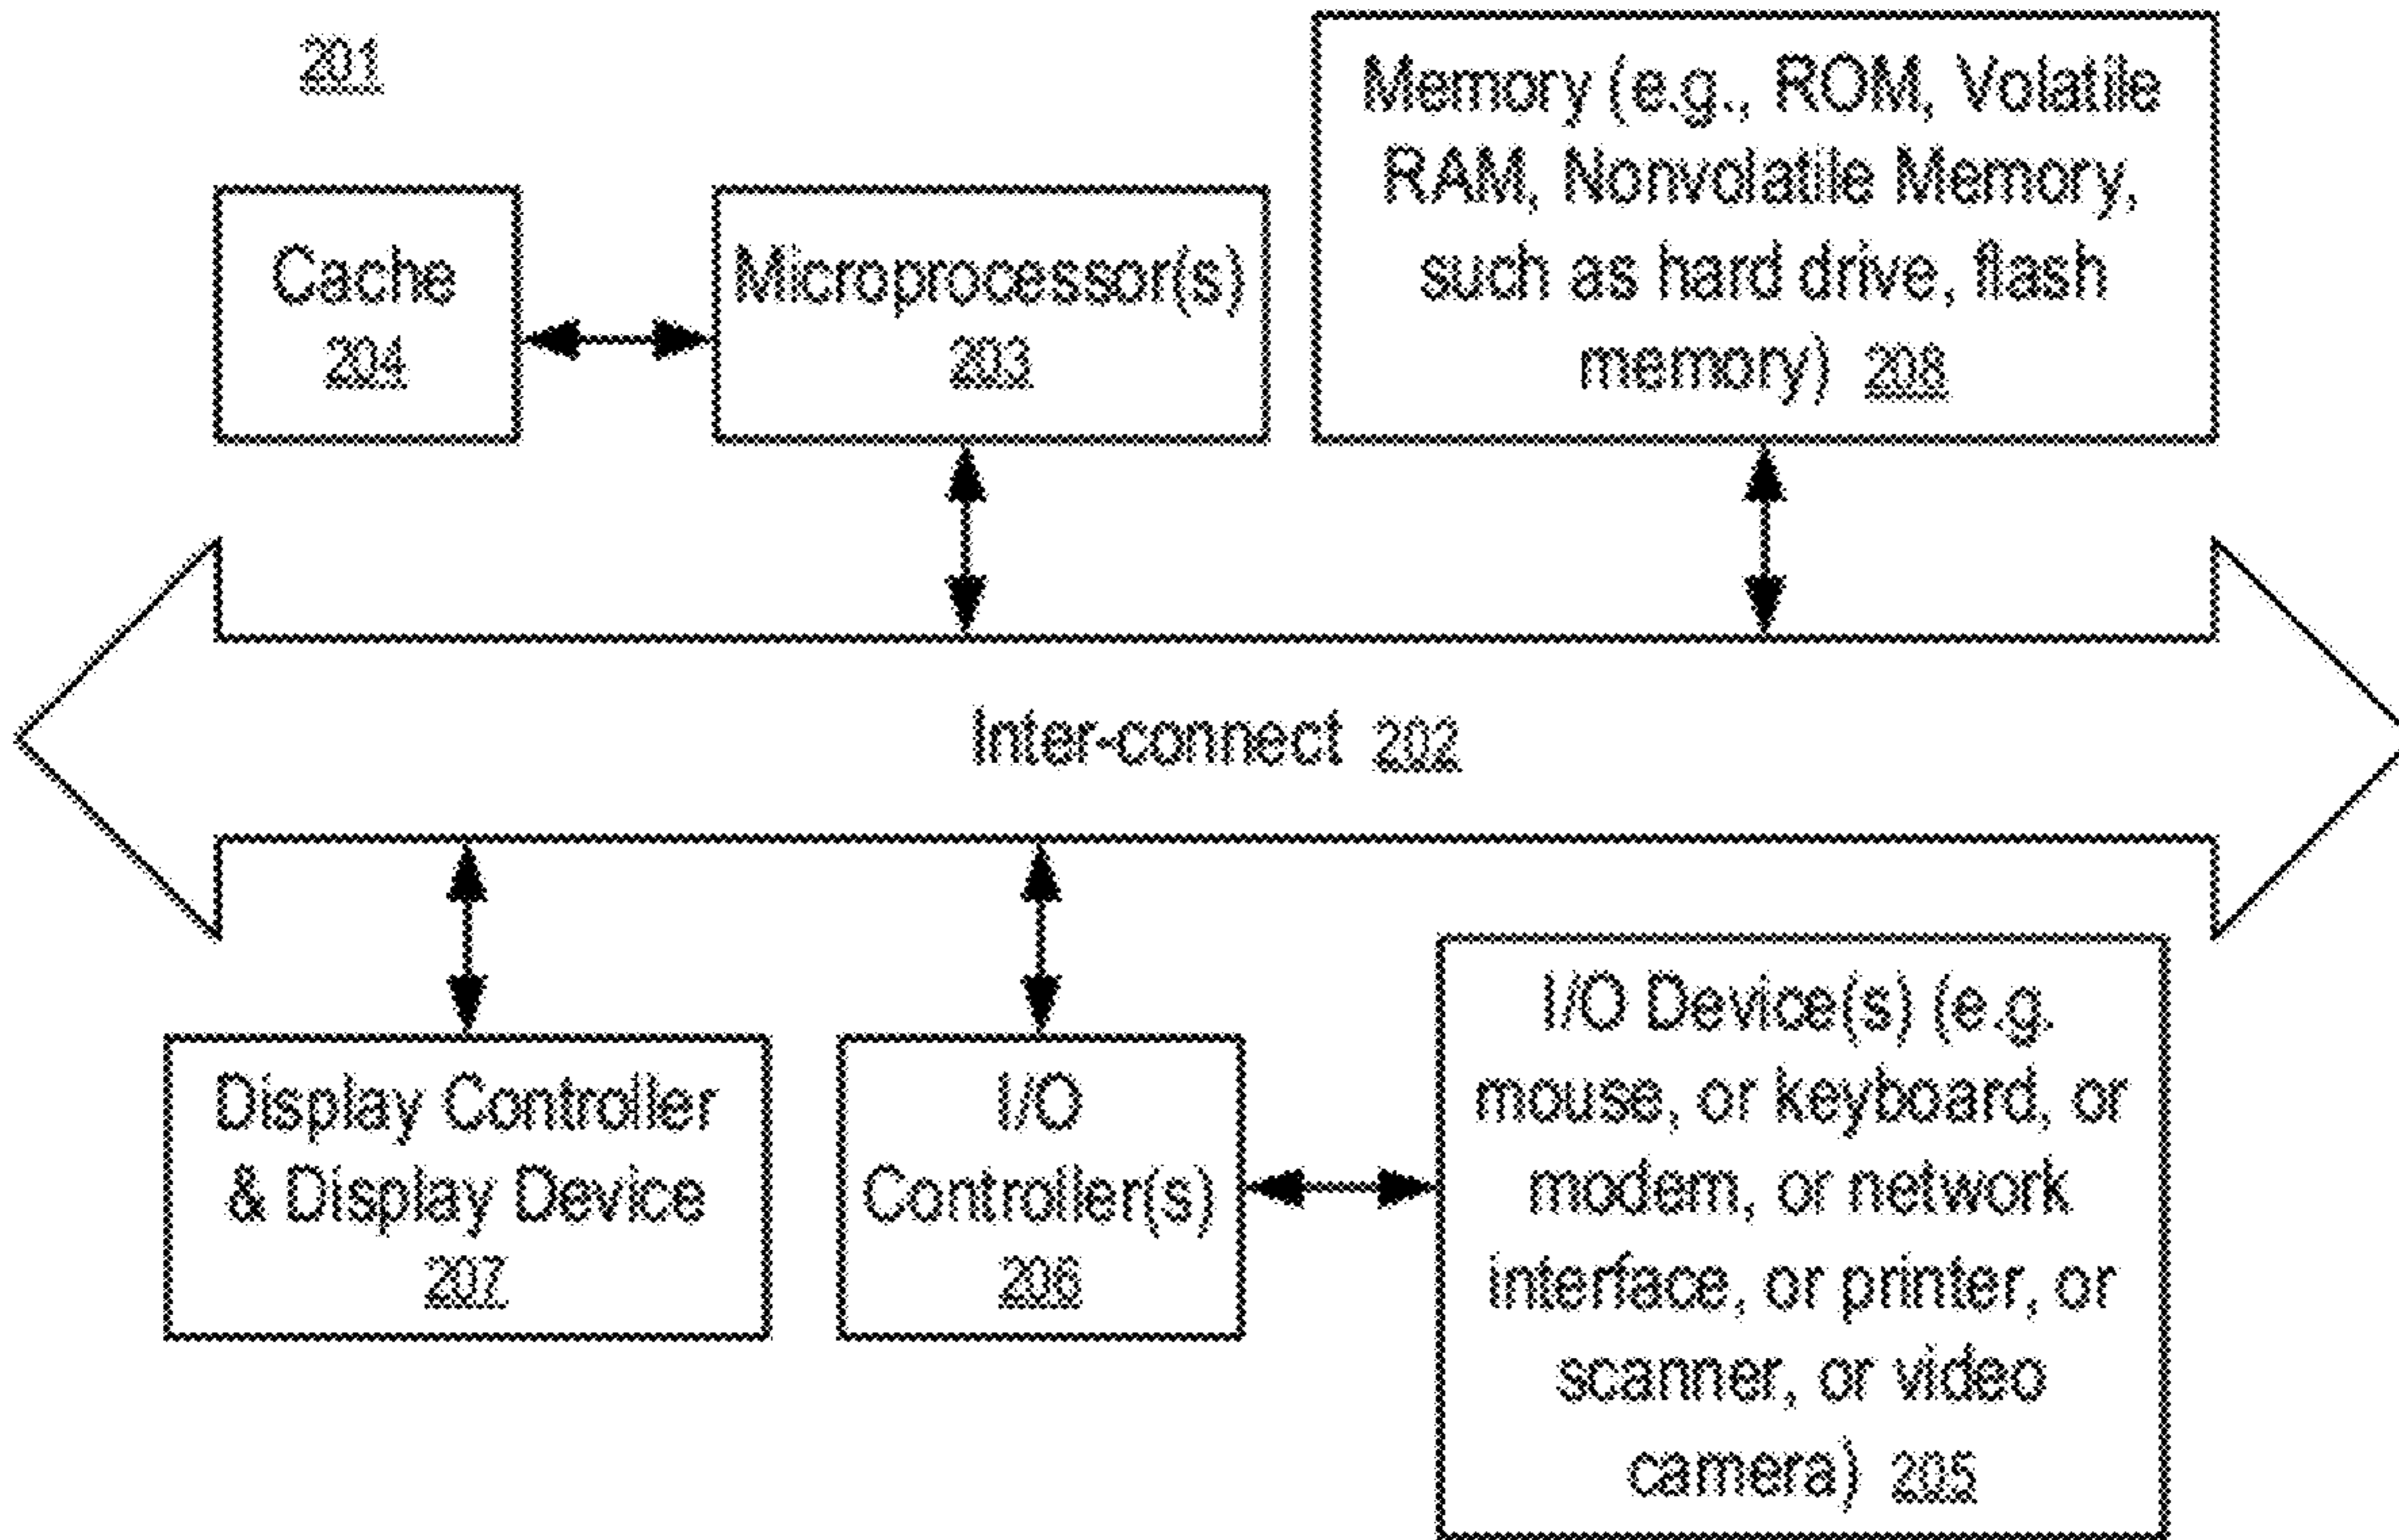 201
Cache
204
Microprocessor(s)
203
Memory (e.g., ROM, Volatile
RAM, Nonvolatile Memory,
such as hard drive, flash
memory) 208
Inter-connect 202
Display Controller
& Display Device
207
I/O
Controller(s)
206
I/O Device(s) (e.g.
mouse, or keyboard, or
modem, or network
interface, or printer, or
scanner, or video
camera) 205